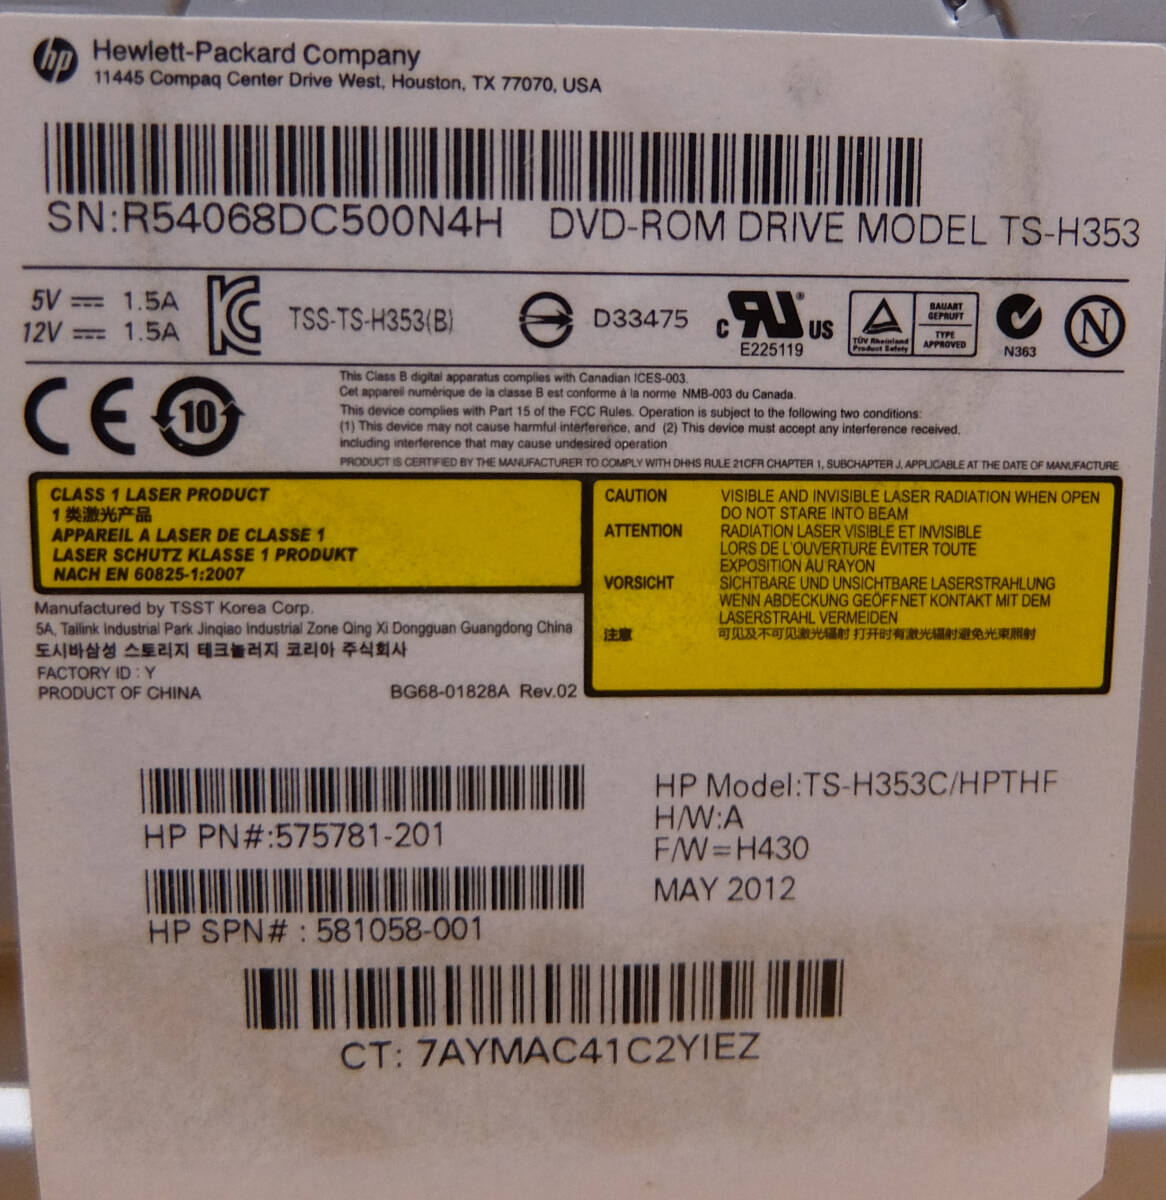 hp Hewlett-Packard Company
11445 Compaq Center Drive West, Houston, TX 77070, USA
SN:R54068DC500N4H DVD-ROM DRIVE MODEL TS-H353
5V ⎓ 1.5A
12V ⎓ 1.5A
KC TSS-TS-H353(B) D33475 c RU ® US
E225119
TÜV Rheinland
Product Safety
BAUART
GEPRUFT
TYPE
APPROVED
N363
N
CE 10
This Class B digital apparatus complies with Canadian ICES-003.
Cet appareil numérique de la classe B est conforme à la norme NMB-003 du Canada.
This device complies with Part 15 of the FCC Rules. Operation is subject to the following two conditions:
(1) This device may not cause harmful interference, and (2) This device must accept any interference received,
including interference that may cause undesired operation
PRODUCT IS CERTIFIED BY THE MANUFACTURER TO COMPLY WITH DHHS RULE 21CFR CHAPTER 1, SUBCHAPTER J, APPLICABLE AT THE DATE OF MANUFACTURE
CLASS 1 LASER PRODUCT
1 类激光产品
APPAREIL A LASER DE CLASSE 1
LASER SCHUTZ KLASSE 1 PRODUKT
NACH EN 60825-1:2007
CAUTION VISIBLE AND INVISIBLE LASER RADIATION WHEN OPEN
DO NOT STARE INTO BEAM
ATTENTION RADIATION LASER VISIBLE ET INVISIBLE
LORS DE L'OUVERTURE EVITER TOUTE
EXPOSITION AU RAYON
VORSICHT SICHTBARE UND UNSICHTBARE LASERSTRAHLUNG
WENN ABDECKUNG GEÖFFNET KONTAKT MIT DEM
LASERSTRAHL VERMEIDEN
注意 可见及不可见激光辐射 打开时有激光辐射避免光束照射
Manufactured by TSST Korea Corp.
5A, Tailink Industrial Park Jinqiao Industrial Zone Qing Xi Dongguan Guangdong China
도시바삼성 스토리지 테크놀러지 코리아 주식회사
FACTORY ID : Y
PRODUCT OF CHINA BG68-01828A Rev.02
HP PN#:575781-201
HP SPN# : 581058-001
HP Model:TS-H353C/HPTHF
H/W:A
F/W=H430
MAY 2012
CT: 7AYMAC41C2YIEZ